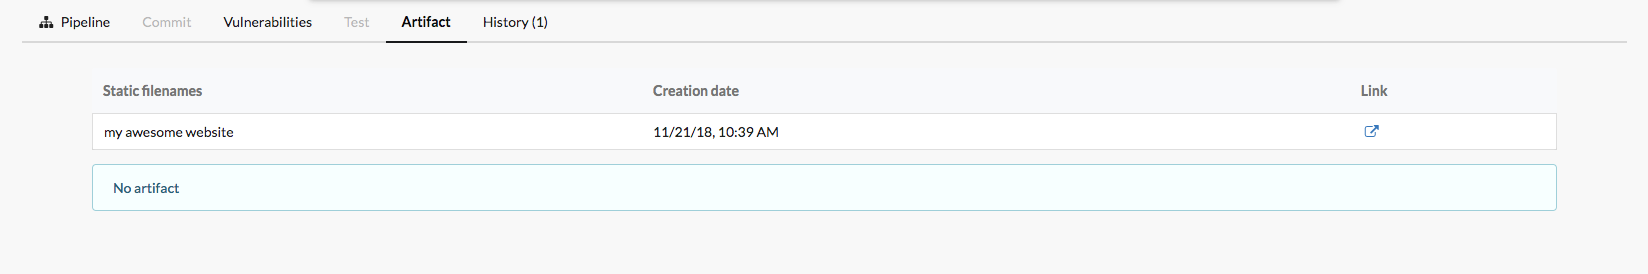 Pipeline Commit Vulnerabilities Test Artifact History (1)
Static filenames Creation date Link
my awesome website 11/21/18, 10:39 AM
No artifact